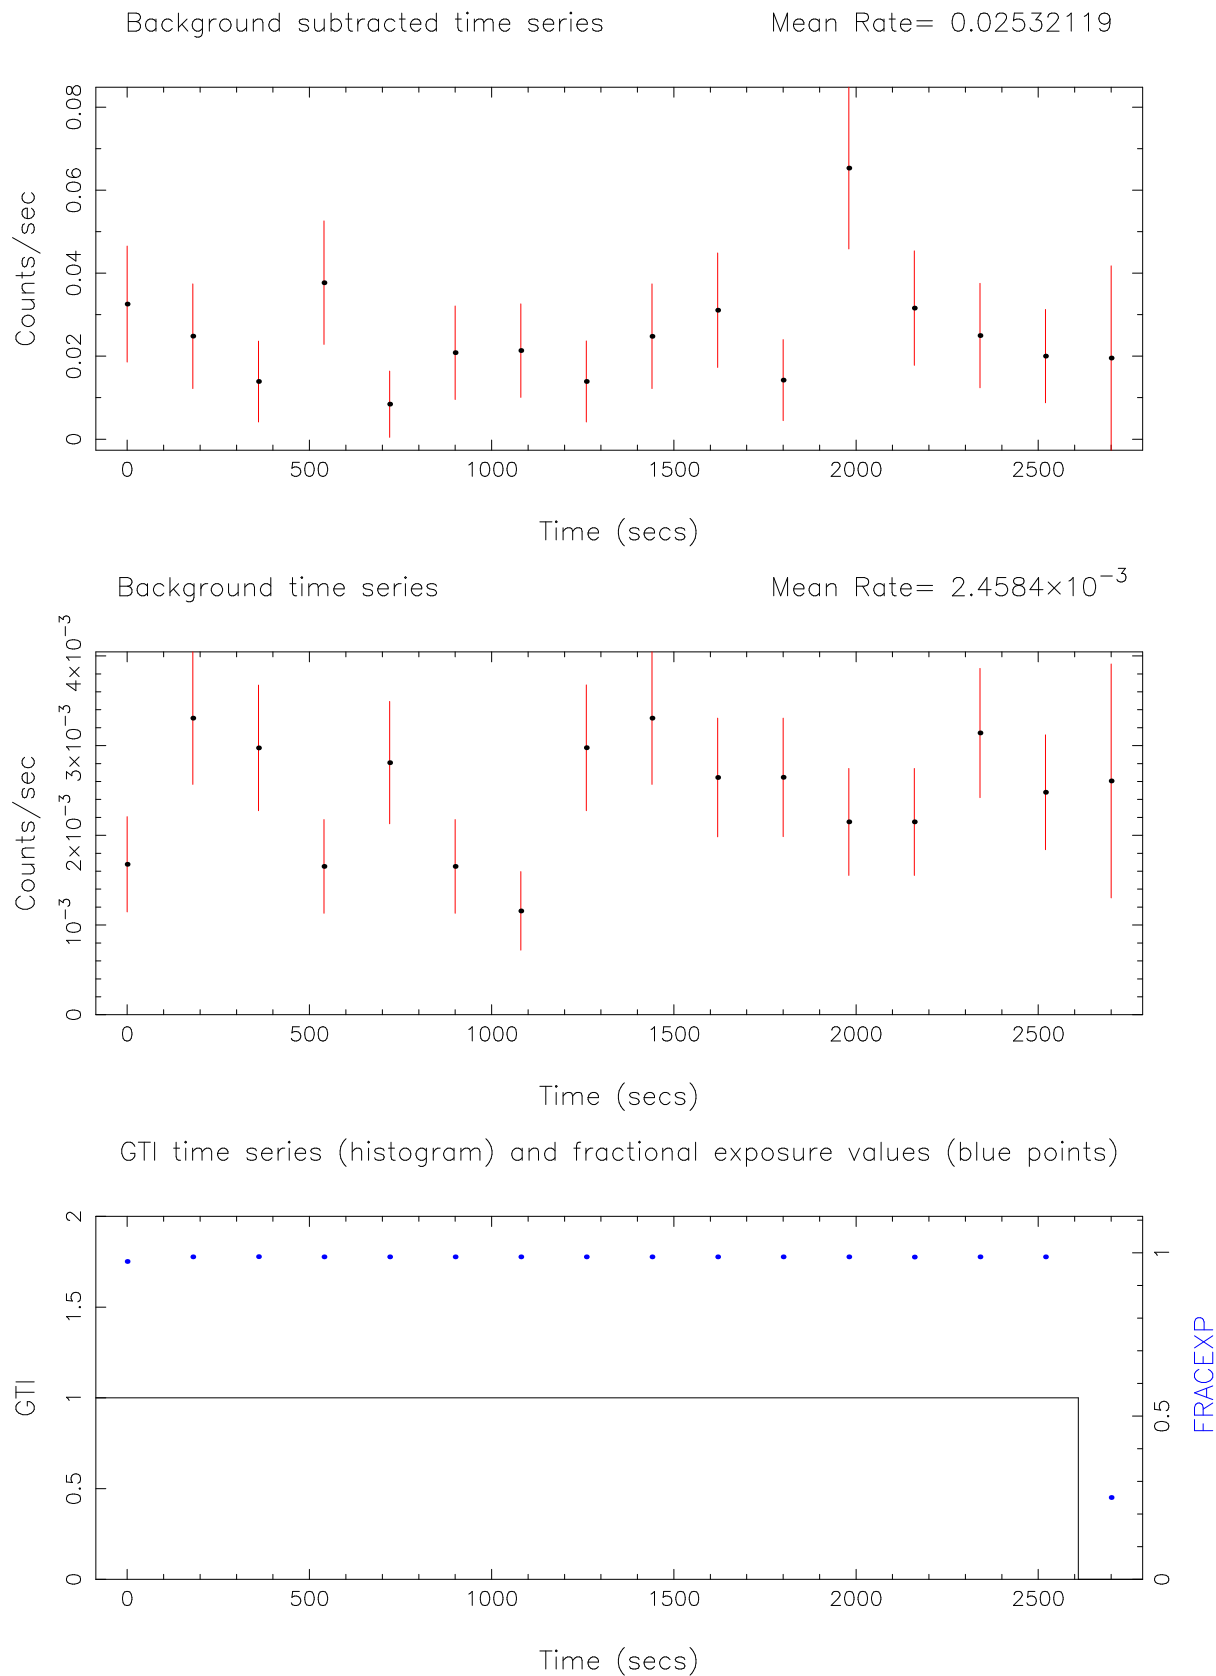 Background subtracted time series Mean Rate= 0.02532119
0.08
0.06
0.04
0.02
0
Counts/sec
0 500 1000 1500 2000 2500
Time (secs)
Background time series Mean Rate= 2.4584×10⁻³
4×10⁻³
3×10⁻³
2×10⁻³
10⁻³
0
Counts/sec
0 500 1000 1500 2000 2500
Time (secs)
GTI time series (histogram) and fractional exposure values (blue points)
2
1.5
1
0.5
0
GTI
1
0.5
0
FRACEXP
0 500 1000 1500 2000 2500
Time (secs)